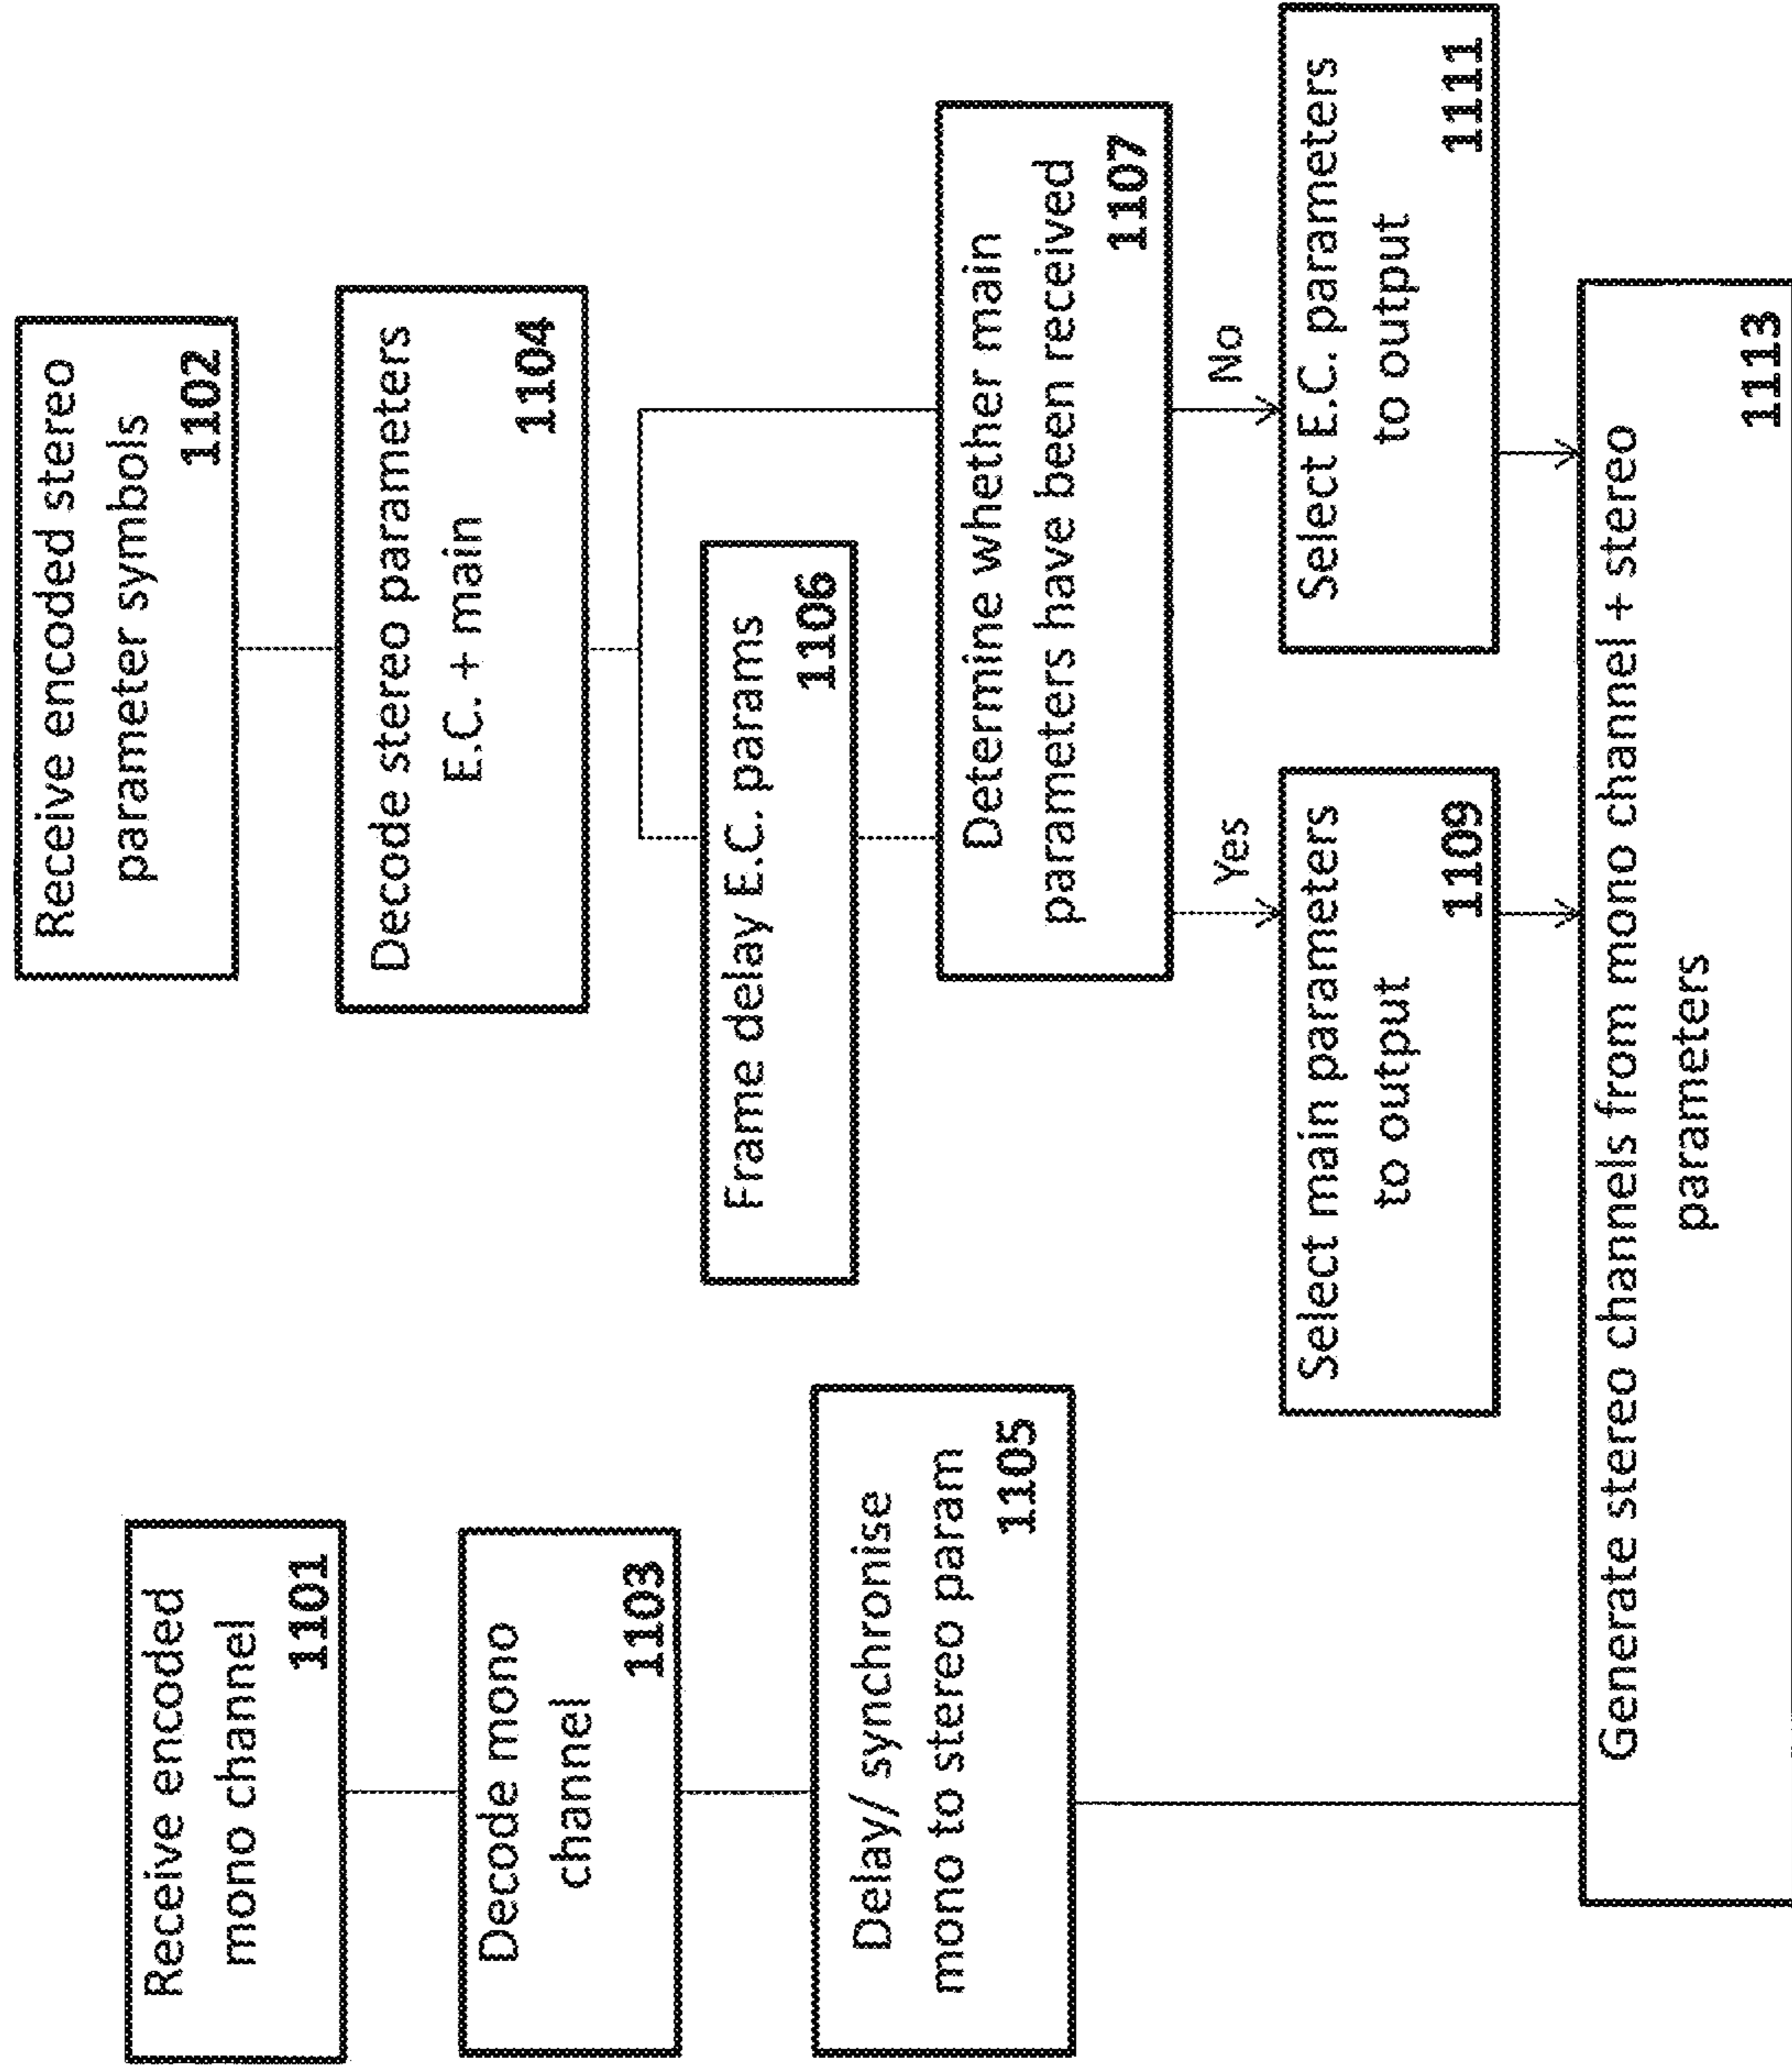 Receive encoded
mono channel
1101
Decode mono
channel
1103
Delay/ synchronise
mono to stereo param
1105
Receive encoded stereo
parameter symbols
1102
Decode stereo parameters
E.C. + main
1104
Frame delay E.C. params
1106
Determine whether main
parameters have been received
1107
Yes
No
Select main parameters
to output
1109
Select E.C. parameters
to output
1111
Generate stereo channels from mono channel + stereo
parameters
1113